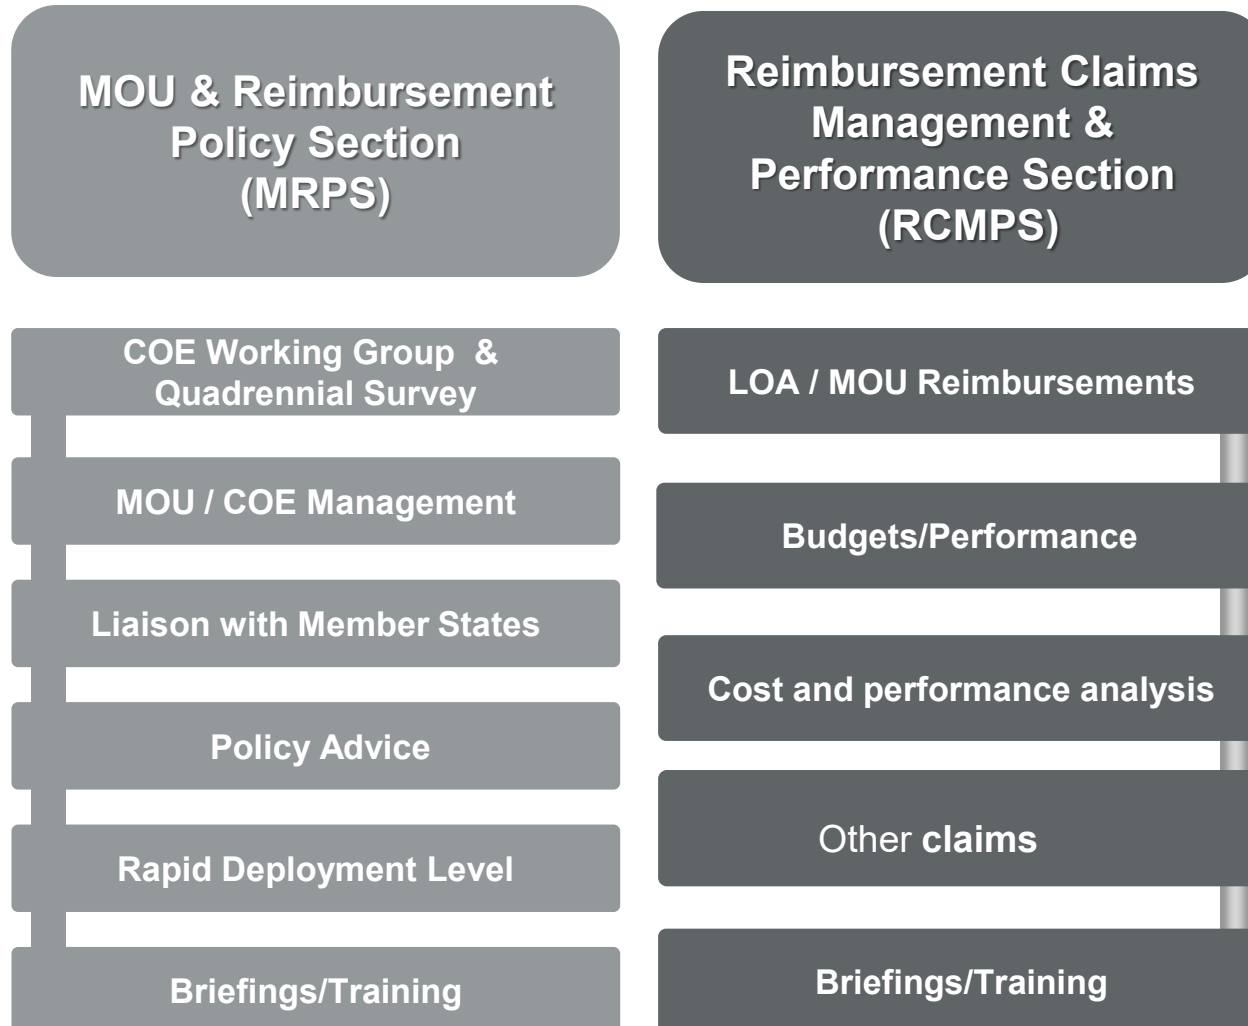 MOU & Reimbursement
Policy Section
(MRPS)
COE Working Group &
Quadrennial Survey
MOU / COE Management
Liaison with Member States
Policy Advice
Rapid Deployment Level
Briefings/Training
Reimbursement Claims
Management &
Performance Section
(RCMPS)
LOA / MOU Reimbursements
Budgets/Performance
Cost and performance analysis
Other claims
Briefings/Training